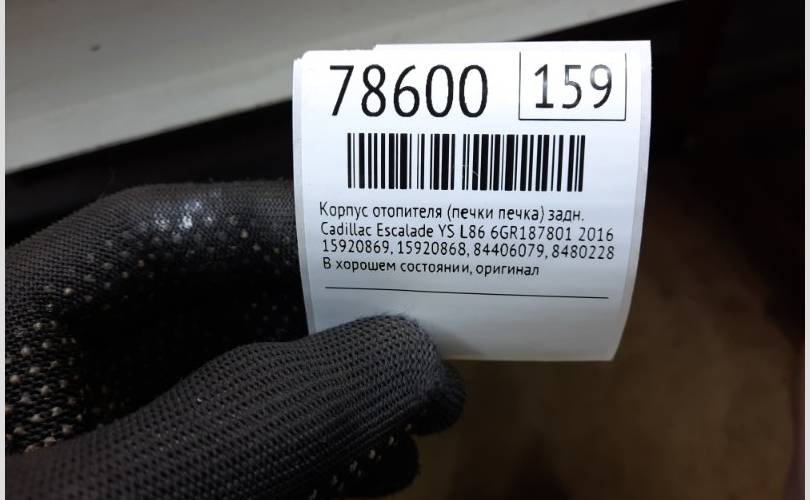 78600 159
Корпус отопителя (печки печка) задн.
Cadillac Escalade YS L86 6GR187801 2016
15920869, 15920868, 84406079, 8480228
В хорошем состоянии, оригинал